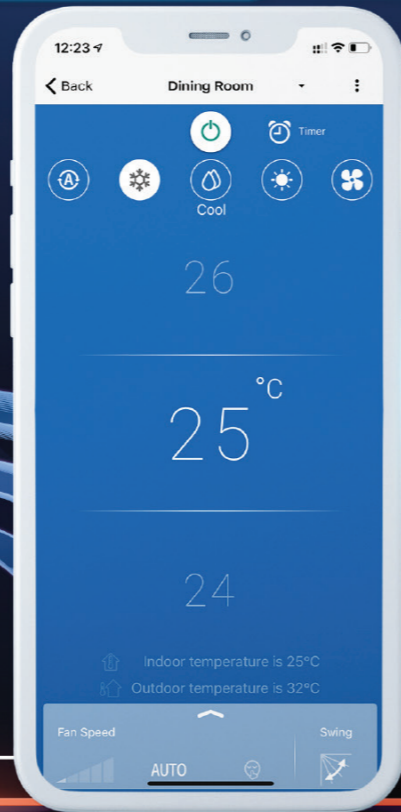 12:23
Back Dining Room
Timer
A
Cool
26
25 °C
24
Indoor temperature is 25°C
Outdoor temperature is 32°C
Fan Speed Swing
AUTO